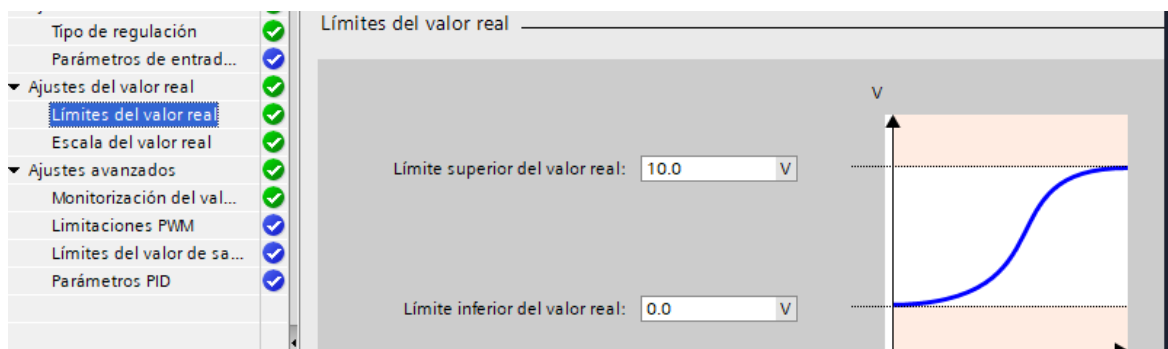 Tipo de regulación
Parámetros de entrad...
Ajustes del valor real
Límites del valor real
Escala del valor real
Ajustes avanzados
Monitorización del val...
Limitaciones PWM
Límites del valor de sa...
Parámetros PID
Límites del valor real
V
Límite superior del valor real: 10.0 V
Límite inferior del valor real: 0.0 V